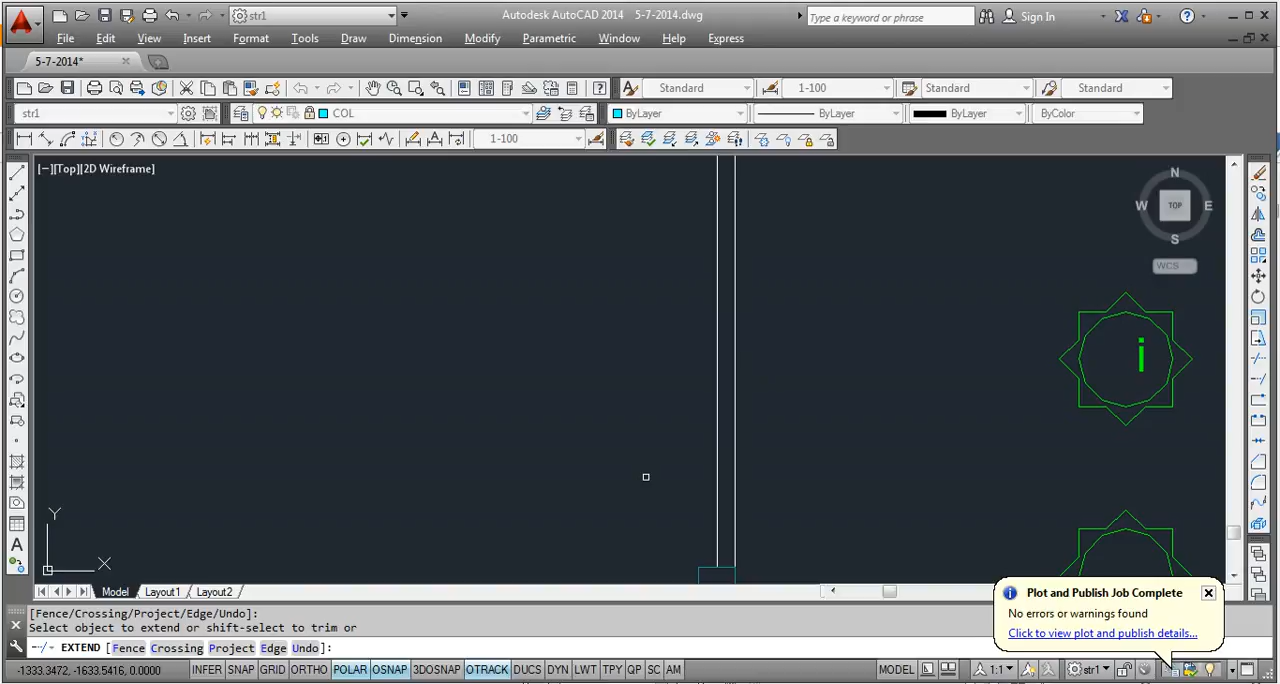 str1
Autodesk AutoCAD 2014 5-7-2014.dwg
Type a keyword or phrase
Sign In
File Edit View Insert Format Tools Draw Dimension Modify Parametric Window Help Express
5-7-2014*
Standard 1-100 Standard Standard
str1 COL ByLayer ByLayer ByLayer ByColor
1-100
[−][Top][2D Wireframe]
N
W TOP E
S
WCS
i
Y
X
Model Layout1 Layout2
Plot and Publish Job Complete
No errors or warnings found
Click to view plot and publish details...
[Fence/Crossing/Project/Edge/Undo]:
Select object to extend or shift-select to trim or
EXTEND [Fence Crossing Project Edge Undo]:
-1333.3472, -1633.5416, 0.0000 INFER SNAP GRID ORTHO POLAR OSNAP 3DOSNAP OTRACK DUCS DYN LWT TPY QP SC AM MODEL 1:1 str1